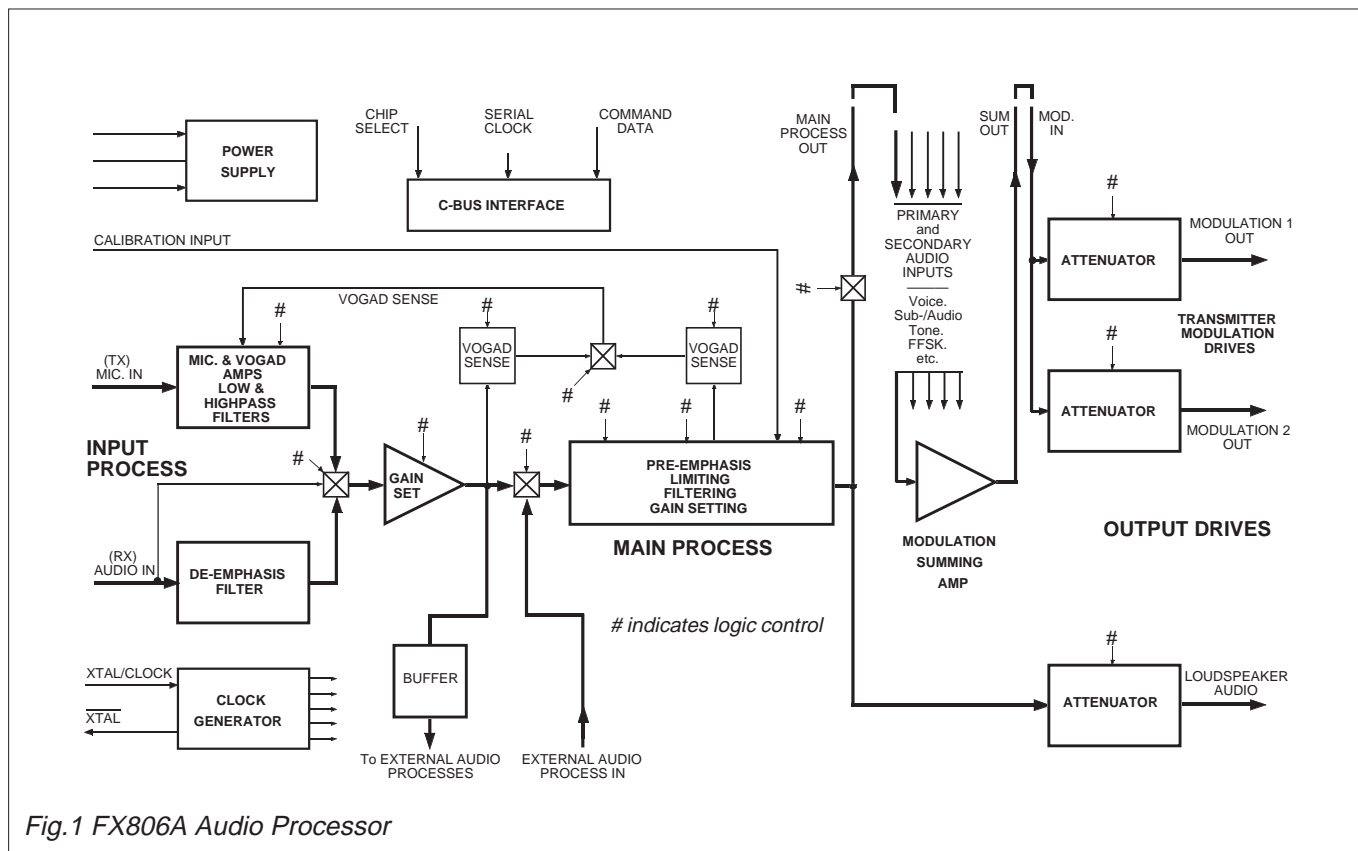 POWER
SUPPLY
CHIP
SELECT
SERIAL
CLOCK
COMMAND
DATA
C-BUS INTERFACE
CALIBRATION INPUT
VOGAD SENSE
#
#
VOGAD
SENSE
#
VOGAD
SENSE
#
(TX)
MIC. IN
MIC. & VOGAD
AMPS
LOW &
HIGHPASS
FILTERS
INPUT
PROCESS
#
#
GAIN
SET
#
#
#
#
PRE-EMPHASIS
LIMITING
FILTERING
GAIN SETTING
MAIN PROCESS
(RX)
AUDIO IN
DE-EMPHASIS
FILTER
# indicates logic control
XTAL/CLOCK
XTAL
CLOCK
GENERATOR
BUFFER
To EXTERNAL AUDIO
PROCESSES
EXTERNAL AUDIO
PROCESS IN
MAIN
PROCESS
OUT
#
PRIMARY
and
SECONDARY
AUDIO
INPUTS
Voice.
Sub-/Audio
Tone.
FFSK.
etc.
SUM
OUT
MOD.
IN
MODULATION
SUMMING
AMP
#
ATTENUATOR
MODULATION 1
OUT
TRANSMITTER
MODULATION
DRIVES
#
ATTENUATOR
MODULATION 2
OUT
OUTPUT DRIVES
#
ATTENUATOR
LOUDSPEAKER
AUDIO
Fig.1 FX806A Audio Processor